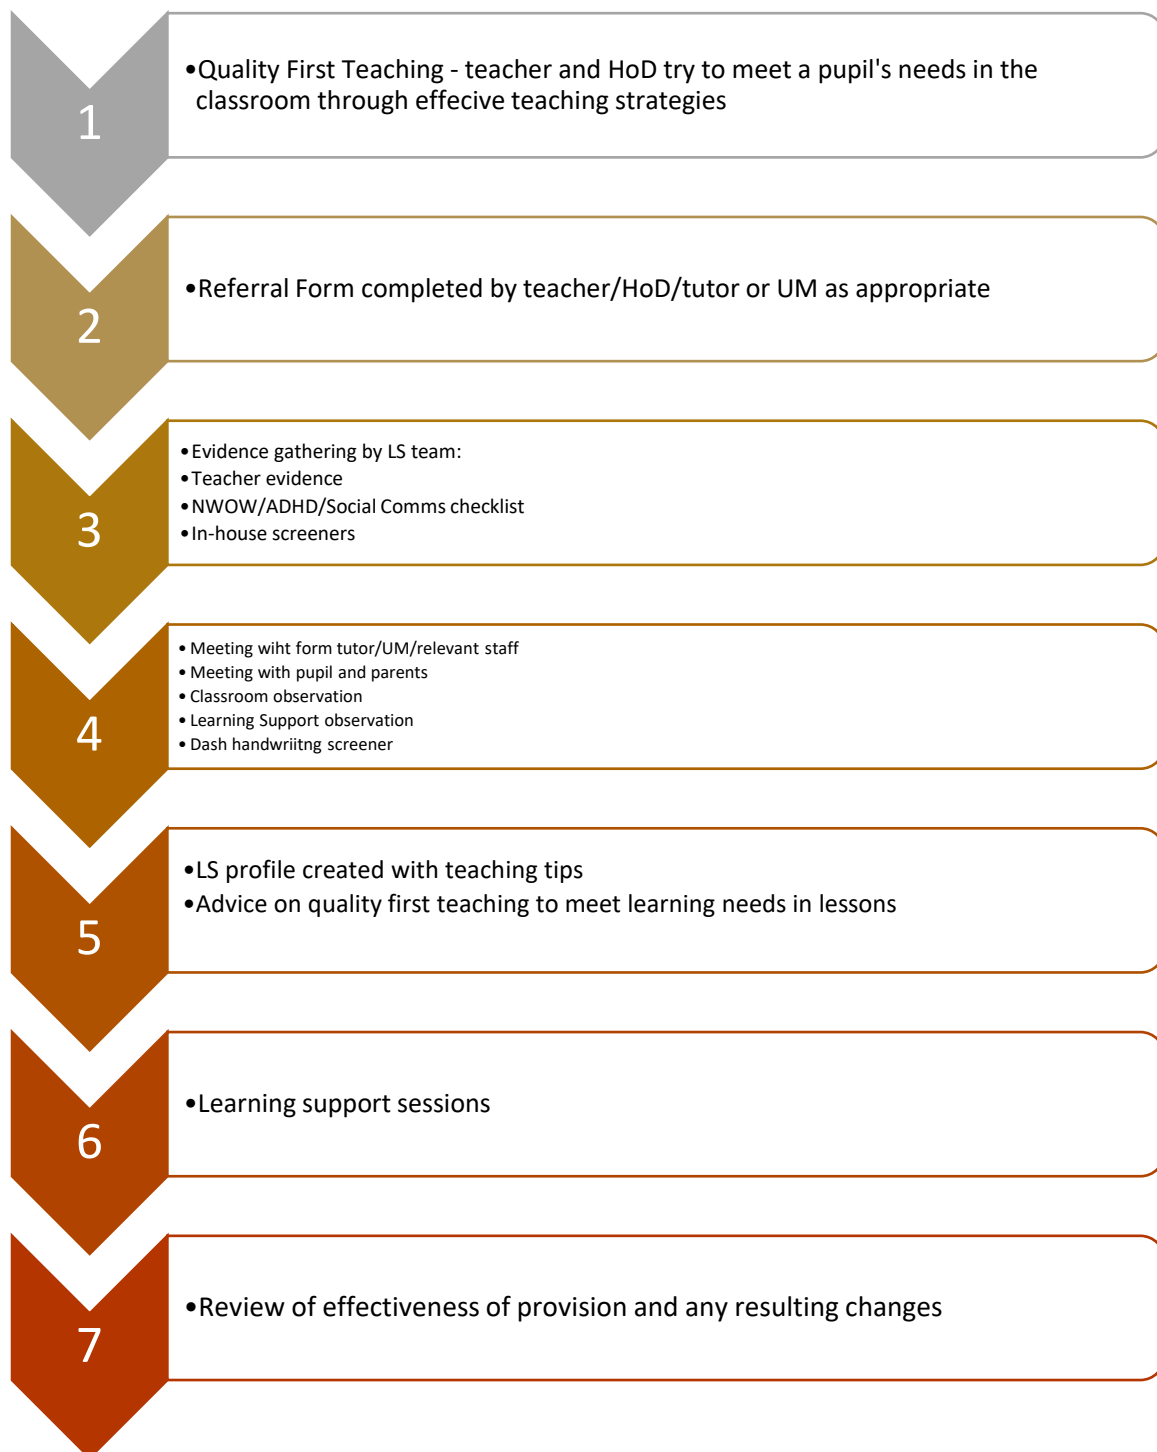 1
•Quality First Teaching - teacher and HoD try to meet a pupil's needs in the
classroom through effecive teaching strategies
2
•Referral Form completed by teacher/HoD/tutor or UM as appropriate
3
•Evidence gathering by LS team:
•Teacher evidence
•NWOW/ADHD/Social Comms checklist
•In-house screeners
4
• Meeting wiht form tutor/UM/relevant staff
• Meeting with pupil and parents
• Classroom observation
• Learning Support observation
• Dash handwriitng screener
5
•LS profile created with teaching tips
•Advice on quality first teaching to meet learning needs in lessons
6
•Learning support sessions
7
•Review of effectiveness of provision and any resulting changes